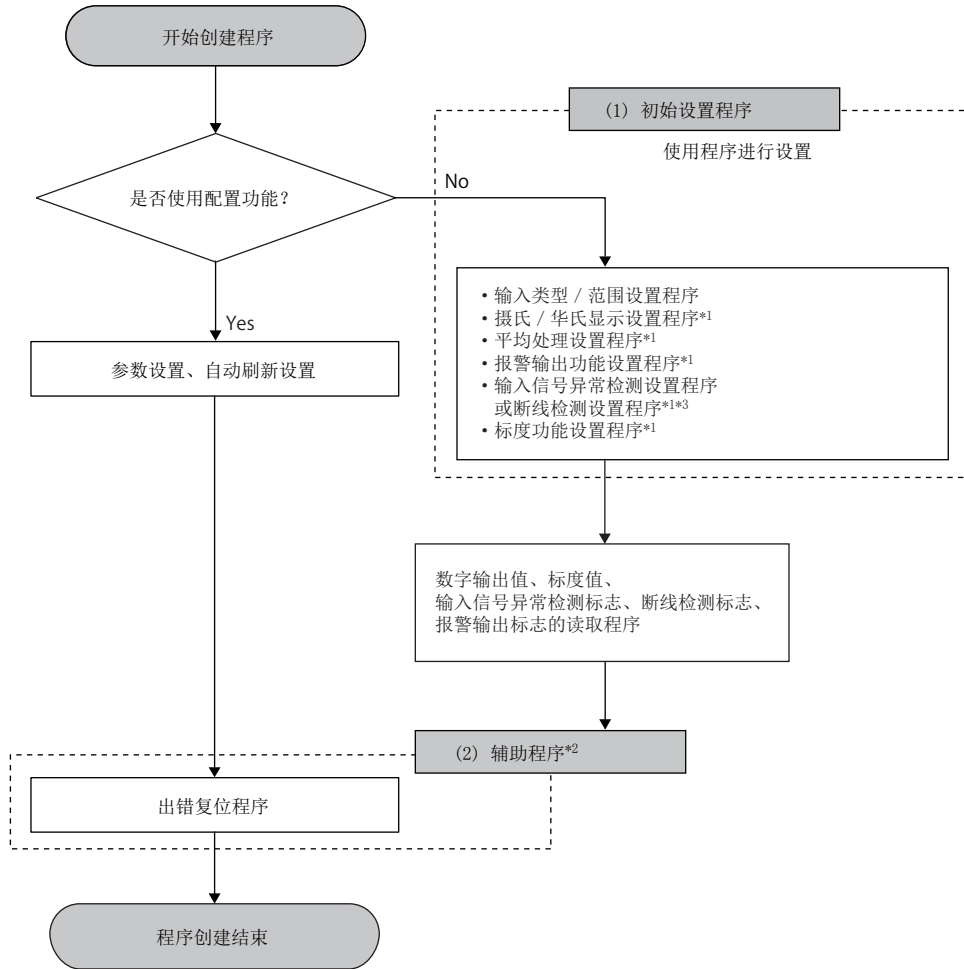 开始创建程序
(1) 初始设置程序
使用程序进行设置
是否使用配置功能？
No
Yes
・输入类型 / 范围设置程序
・摄氏 / 华氏显示设置程序*1
・平均处理设置程序*1
・报警输出功能设置程序*1
・输入信号异常检测设置程序
或断线检测设置程序*1*3
・标度功能设置程序*1
参数设置、自动刷新设置
数字输出值、标度值、
输入信号异常检测标志、断线检测标志、
报警输出标志的读取程序
(2) 辅助程序*2
出错复位程序
程序创建结束